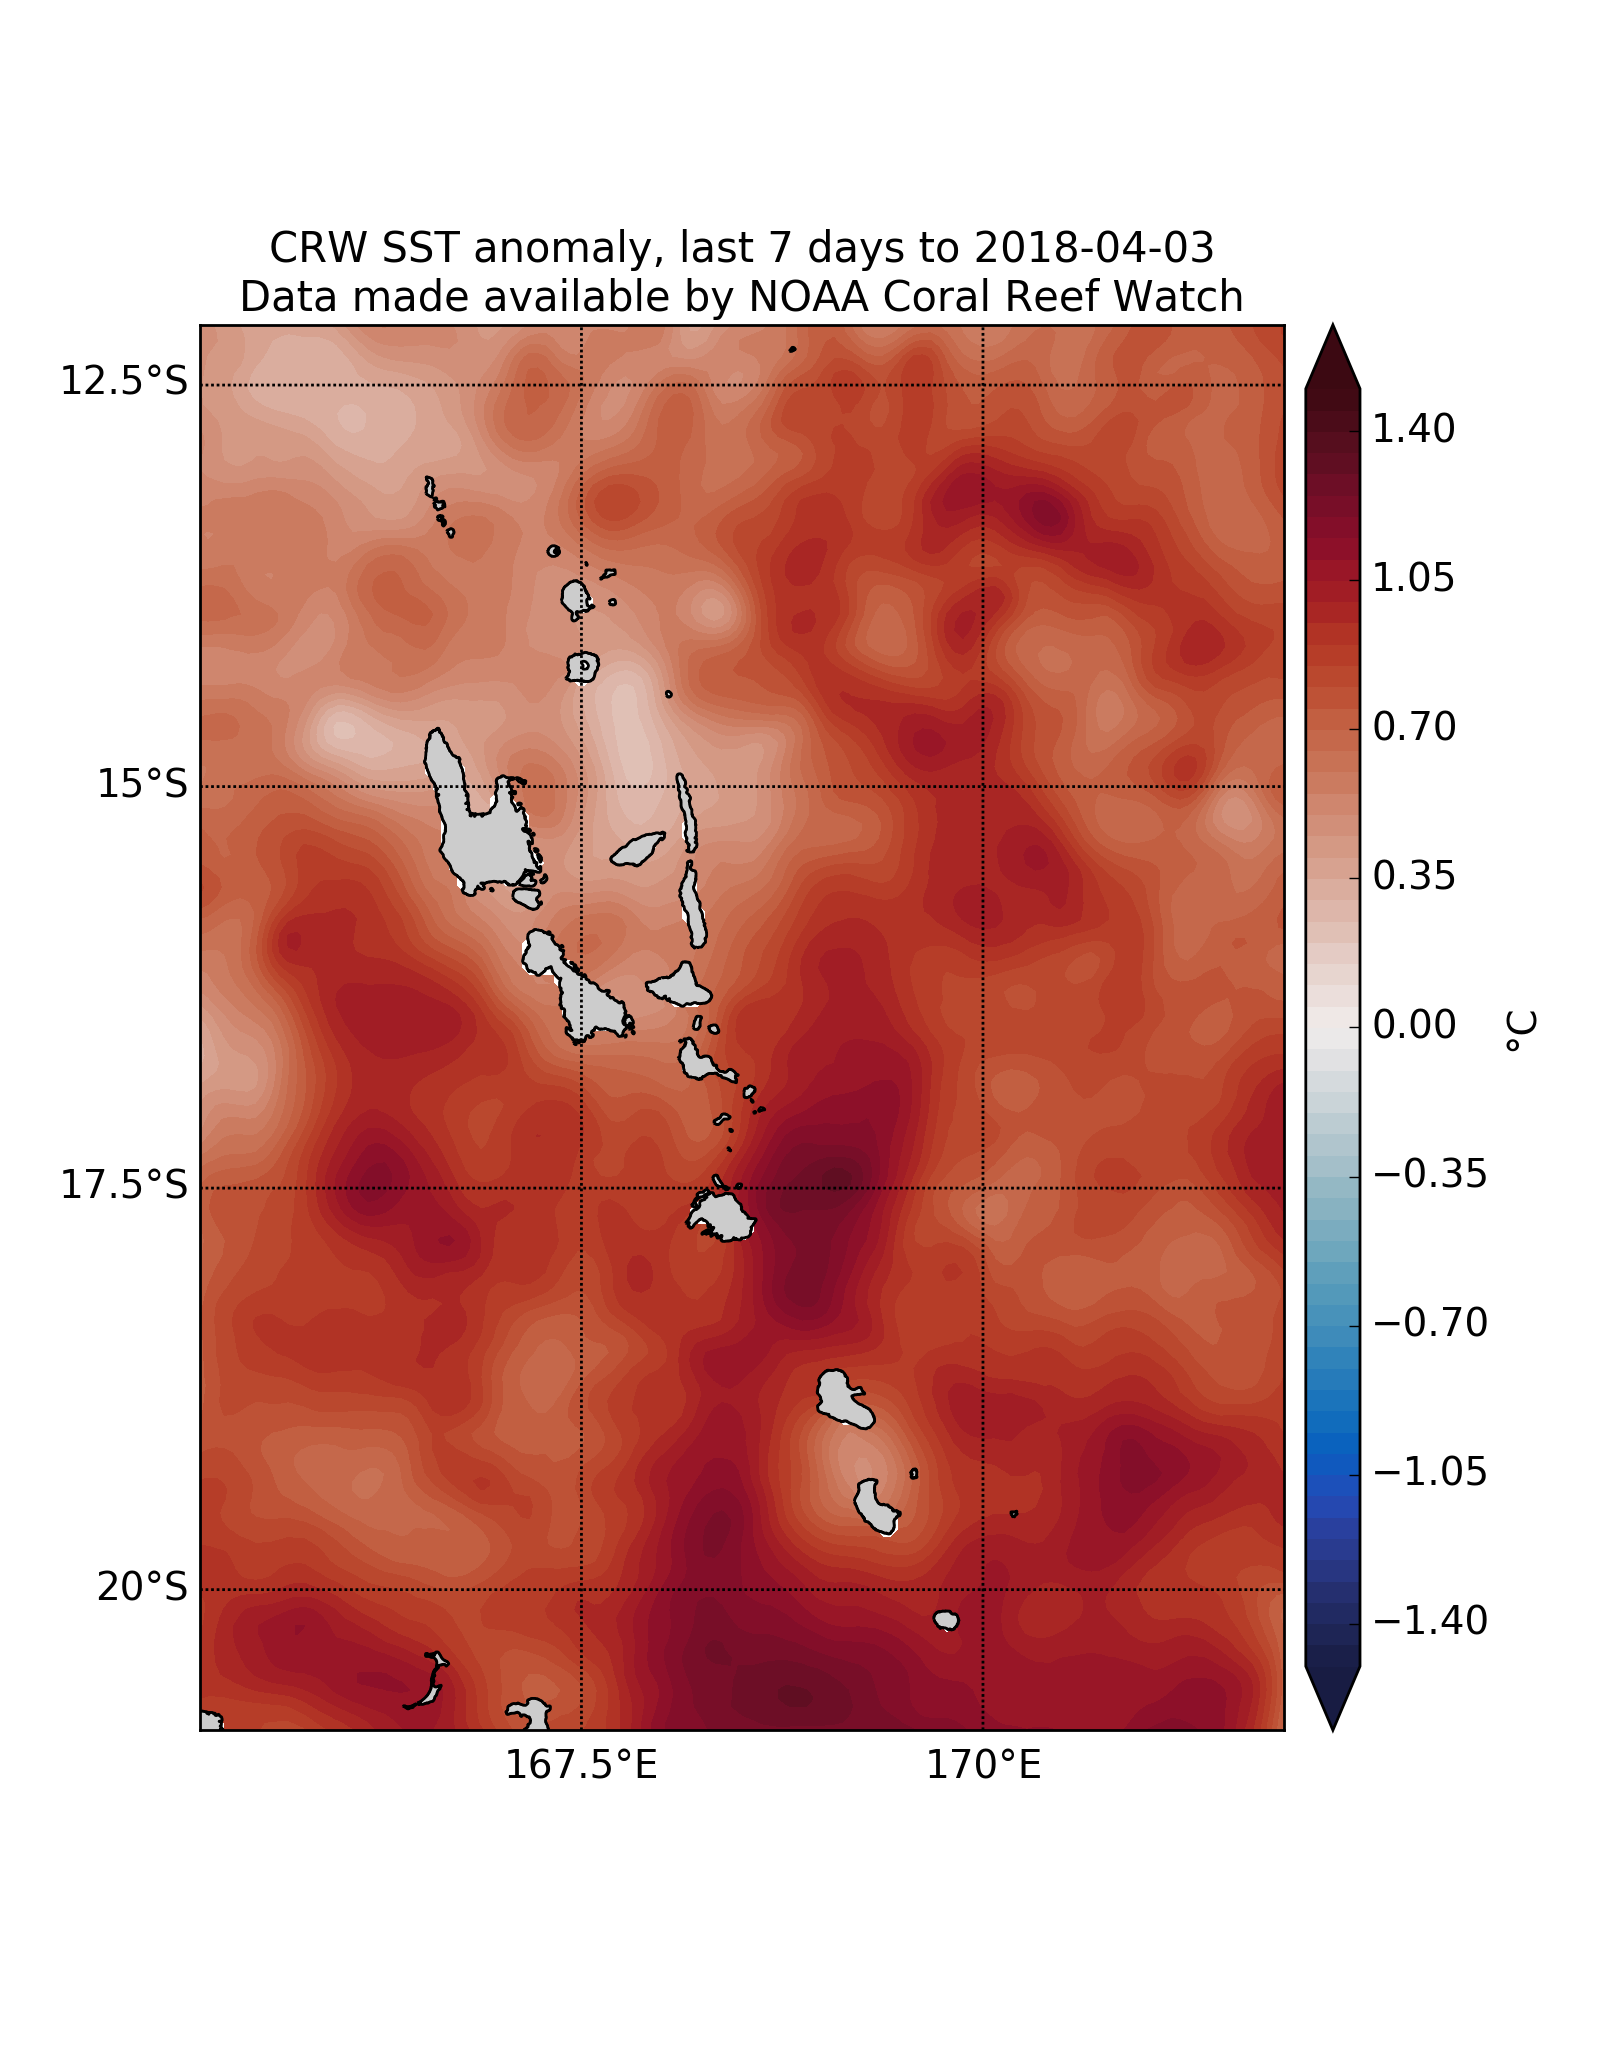 CRW SST anomaly, last 7 days to 2018-04-03
Data made available by NOAA Coral Reef Watch
12.5°S
15°S
17.5°S
20°S
167.5°E
170°E
1.40
1.05
0.70
0.35
0.00
−0.35
−0.70
−1.05
−1.40
°C